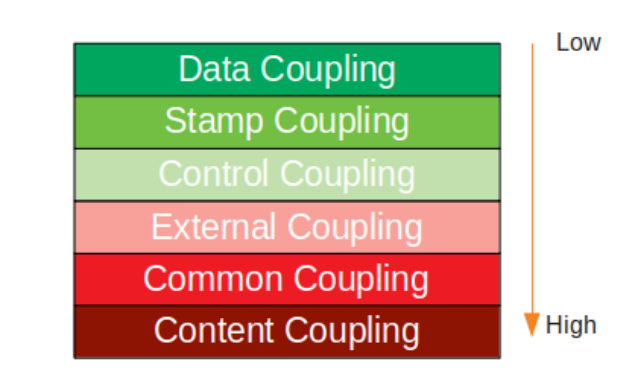 Low
Data Coupling
Stamp Coupling
Control Coupling
External Coupling
Common Coupling
Content Coupling
High